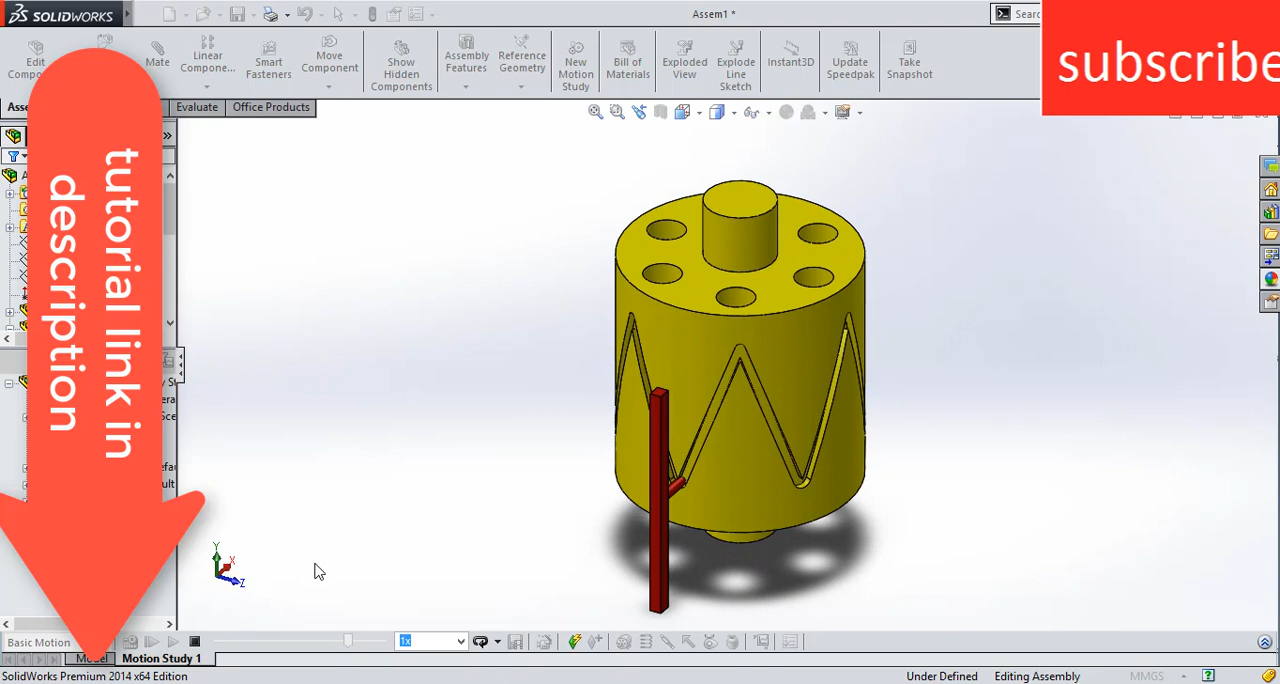 SOLIDWORKS
Assem1 *
Sear
subscribe
Edit
Compo
Mate
Linear
Compone...
Smart
Fasteners
Move
Component
Show
Hidden
Components
Assembly
Features
Reference
Geometry
New
Motion
Study
Bill of
Materials
Exploded
View
Explode
Line
Sketch
Instant3D
Update
Speedpak
Take
Snapshot
Ass
Evaluate
Office Products
tutorial link in
description
Y
X
Z
Basic Motion
1x
Model
Motion Study 1
SolidWorks Premium 2014 x64 Edition
Under Defined
Editing Assembly
MMGS